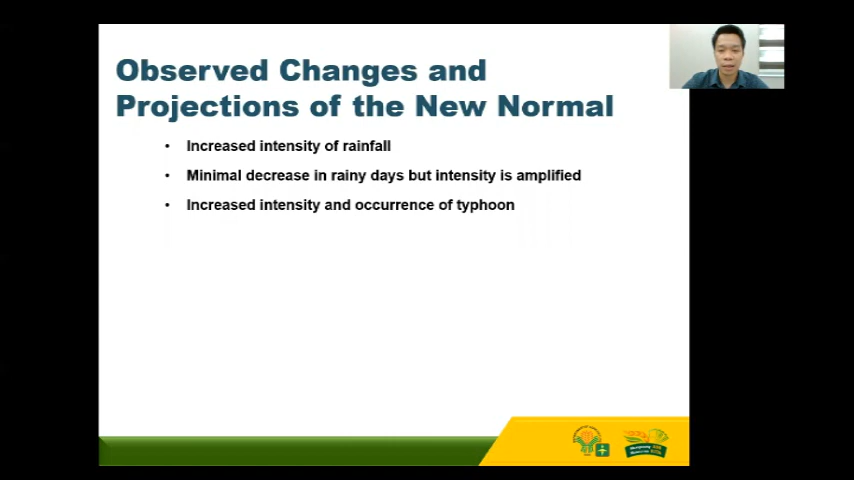 Observed Changes and
Projections of the New Normal
• Increased intensity of rainfall
• Minimal decrease in rainy days but intensity is amplified
• Increased intensity and occurrence of typhoon